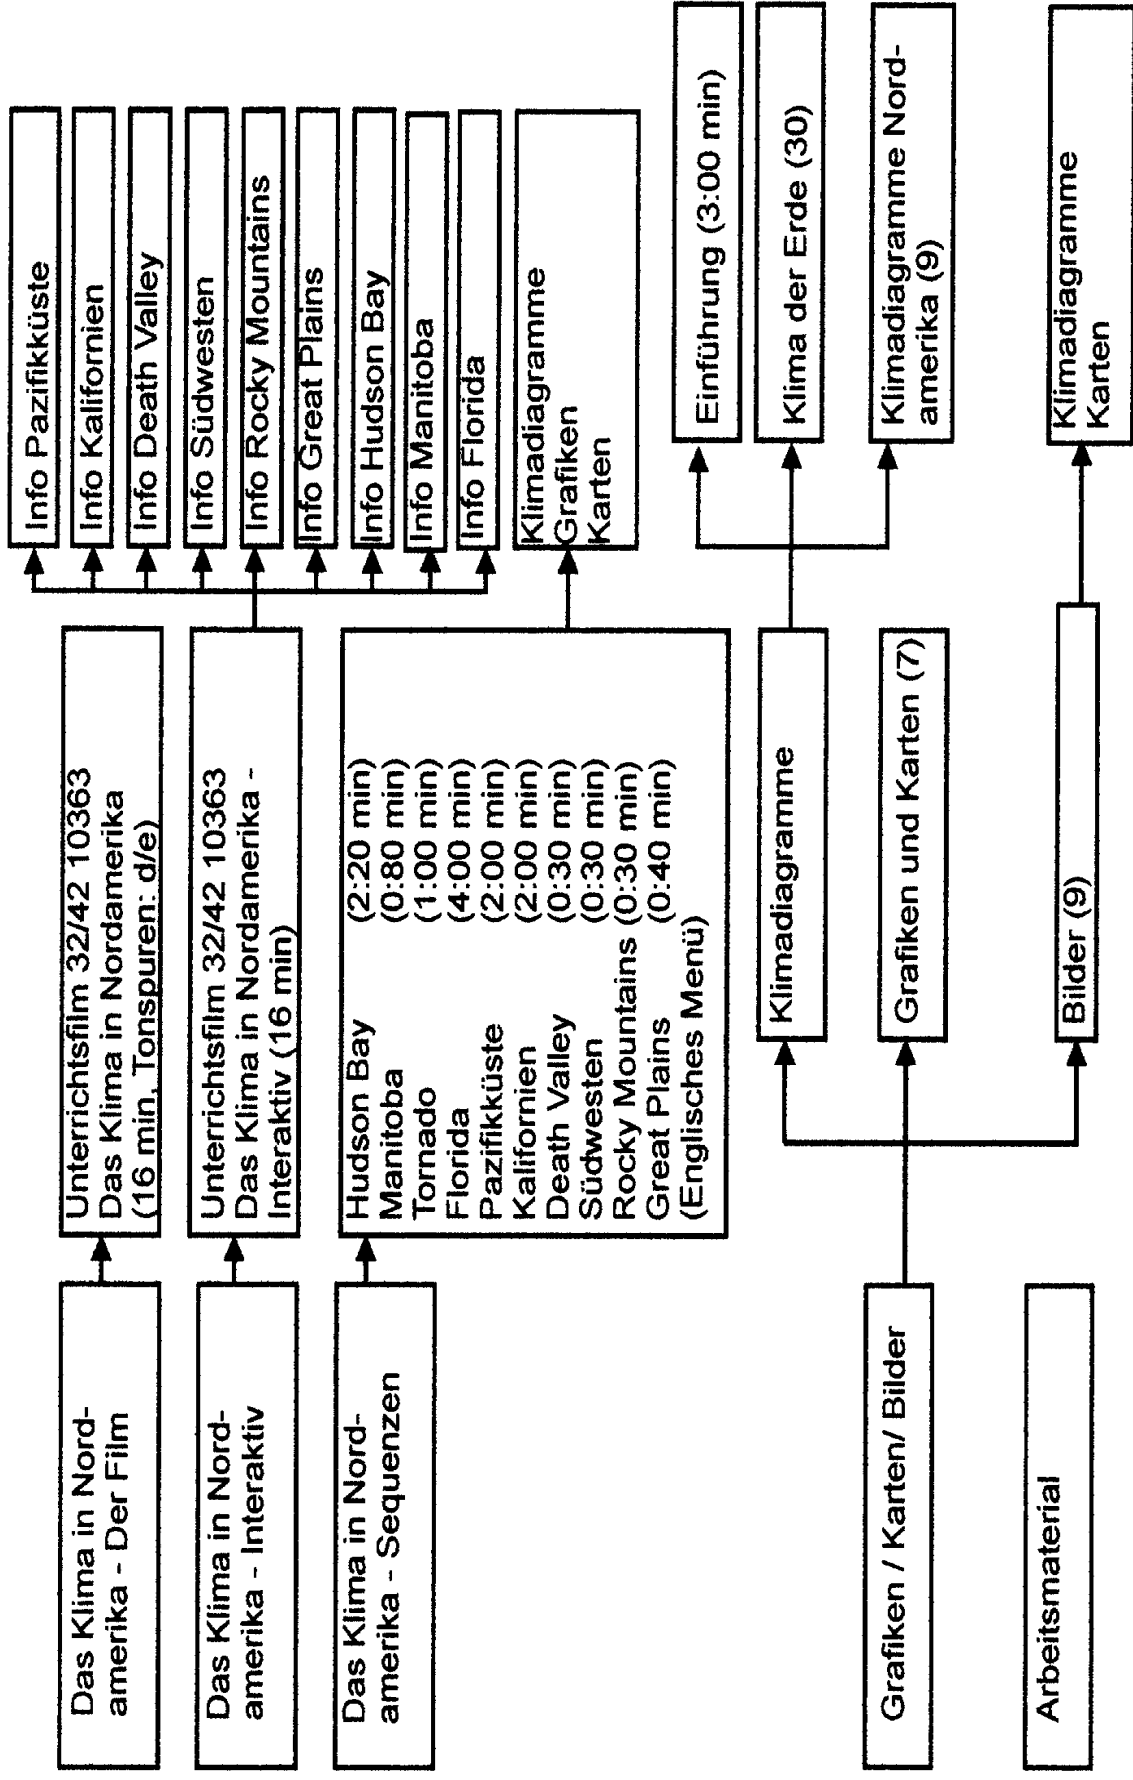 Das Klima in Nord-
amerika - Der Film
Unterrichtsfilm 32/42 10363
Das Klima in Nordamerika
(16 min, Tonspuren: d/e)
Das Klima in Nord-
amerika - Interaktiv
Unterrichtsfilm 32/42 10363
Das Klima in Nordamerika -
Interaktiv (16 min)
Info Pazifikküste
Info Kalifornien
Info Death Valley
Info Südwesten
Info Rocky Mountains
Info Great Plains
Info Hudson Bay
Info Manitoba
Info Florida
Das Klima in Nord-
amerika - Sequenzen
Hudson Bay (2:20 min)
Manitoba (0:80 min)
Tornado (1:00 min)
Florida (4:00 min)
Pazifikküste (2:00 min)
Kalifornien (2:00 min)
Death Valley (0:30 min)
Südwesten (0:30 min)
Rocky Mountains (0:30 min)
Great Plains (0:40 min)
(Englisches Menü)
Klimadiagramme
Grafiken
Karten
Grafiken / Karten/ Bilder
Klimadiagramme
Einführung (3:00 min)
Klima der Erde (30)
Klimadiagramme Nord-
amerika (9)
Grafiken und Karten (7)
Bilder (9)
Klimadiagramme
Karten
Arbeitsmaterial